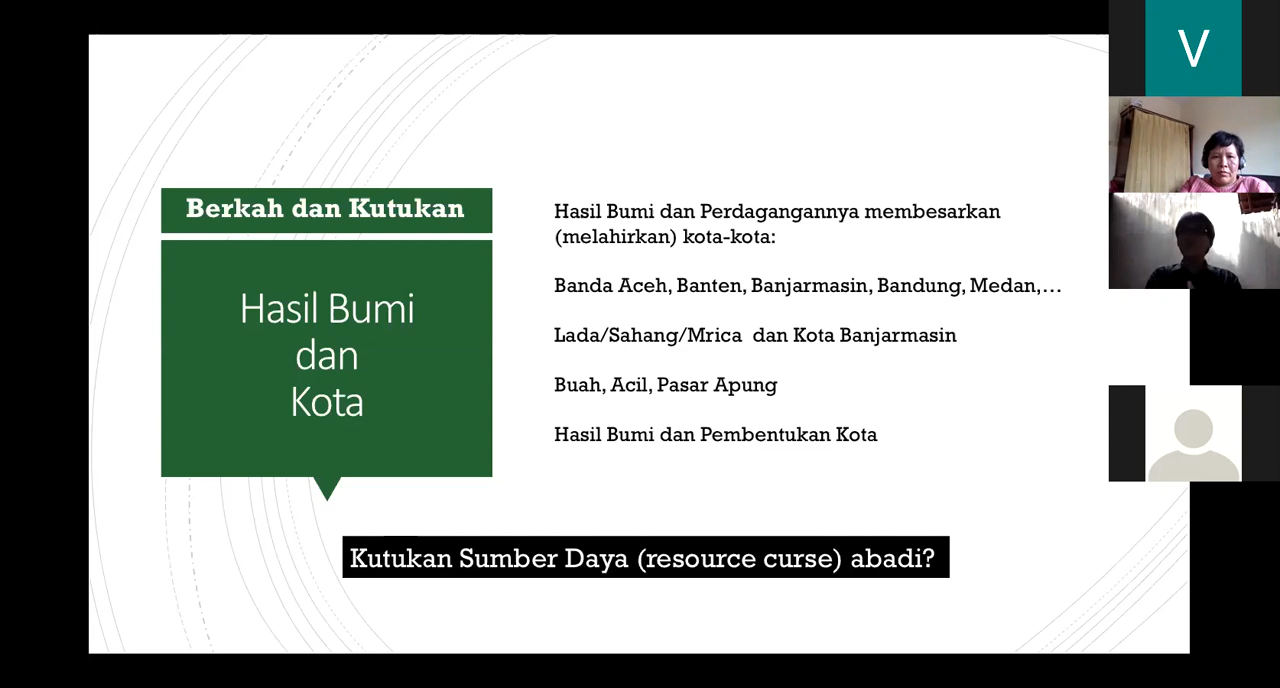 Berkah dan Kutukan
Hasil Bumi
dan
Kota
Hasil Bumi dan Perdagangannya membesarkan
(melahirkan) kota-kota:
Banda Aceh, Banten, Banjarmasin, Bandung, Medan,...
Lada/Sahang/Mrica dan Kota Banjarmasin
Buah, Acil, Pasar Apung
Hasil Bumi dan Pembentukan Kota
Kutukan Sumber Daya (resource curse) abadi?
V